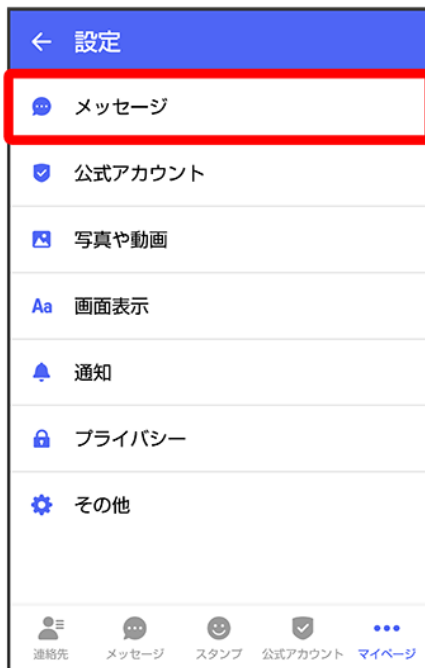 設定
メッセージ
公式アカウント
写真や動画
Aa 画面表示
通知
プライバシー
その他
連絡先 メッセージ スタンプ 公式アカウント マイページ